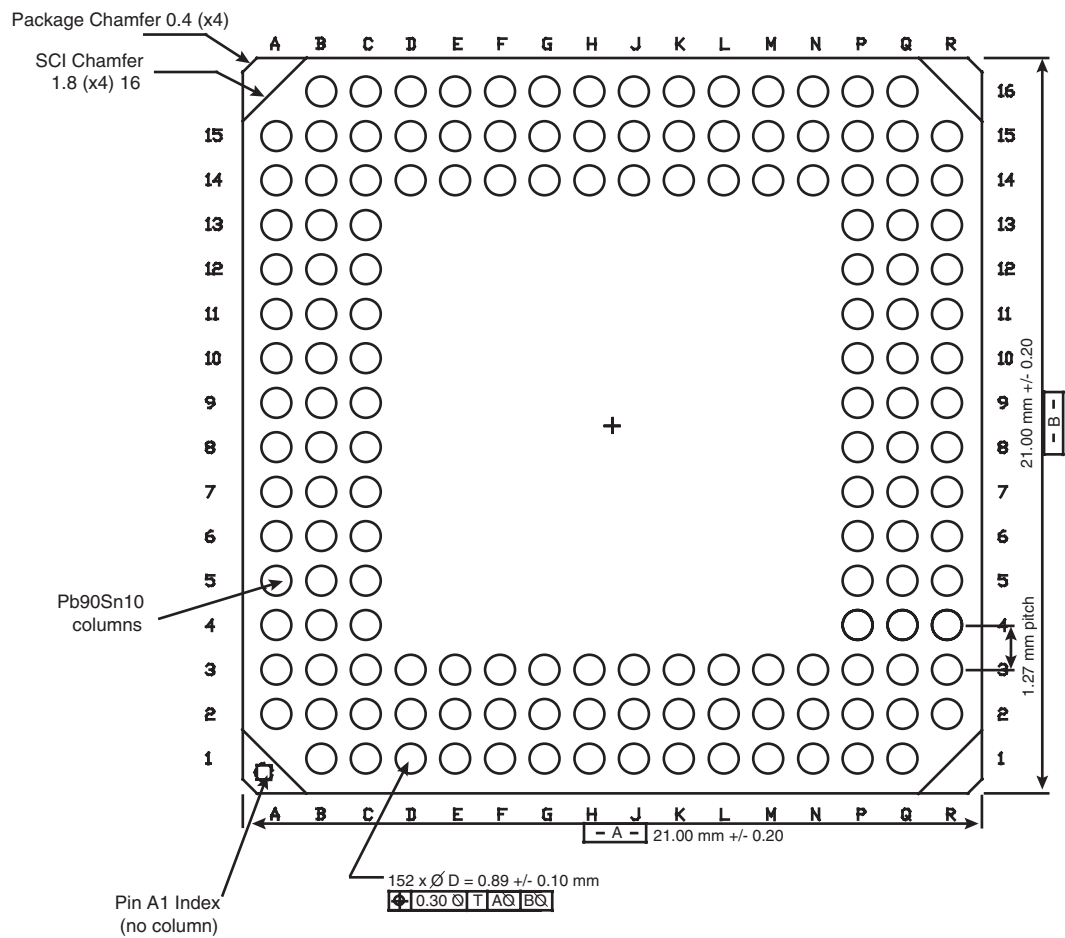 Package Chamfer 0.4 (x4)
A B C D E F G H J K L M N P Q R
SCI Chamfer
1.8 (x4) 16
16
15 15
14 14
13 13
12 12
11 11
10 10
9 9
8 8
7 7
6 6
5 5
4 4
3 3
2 2
1 1
21.00 mm +/- 0.20
- B -
1.27 mm pitch
Pb90Sn10
columns
A B C D E F G H J K L M N P Q R
- A - 21.00 mm +/- 0.20
152 x Ø D = 0.89 +/- 0.10 mm
⌖ 0.30 Ⓢ T AⓈ BⓈ
Pin A1 Index
(no column)